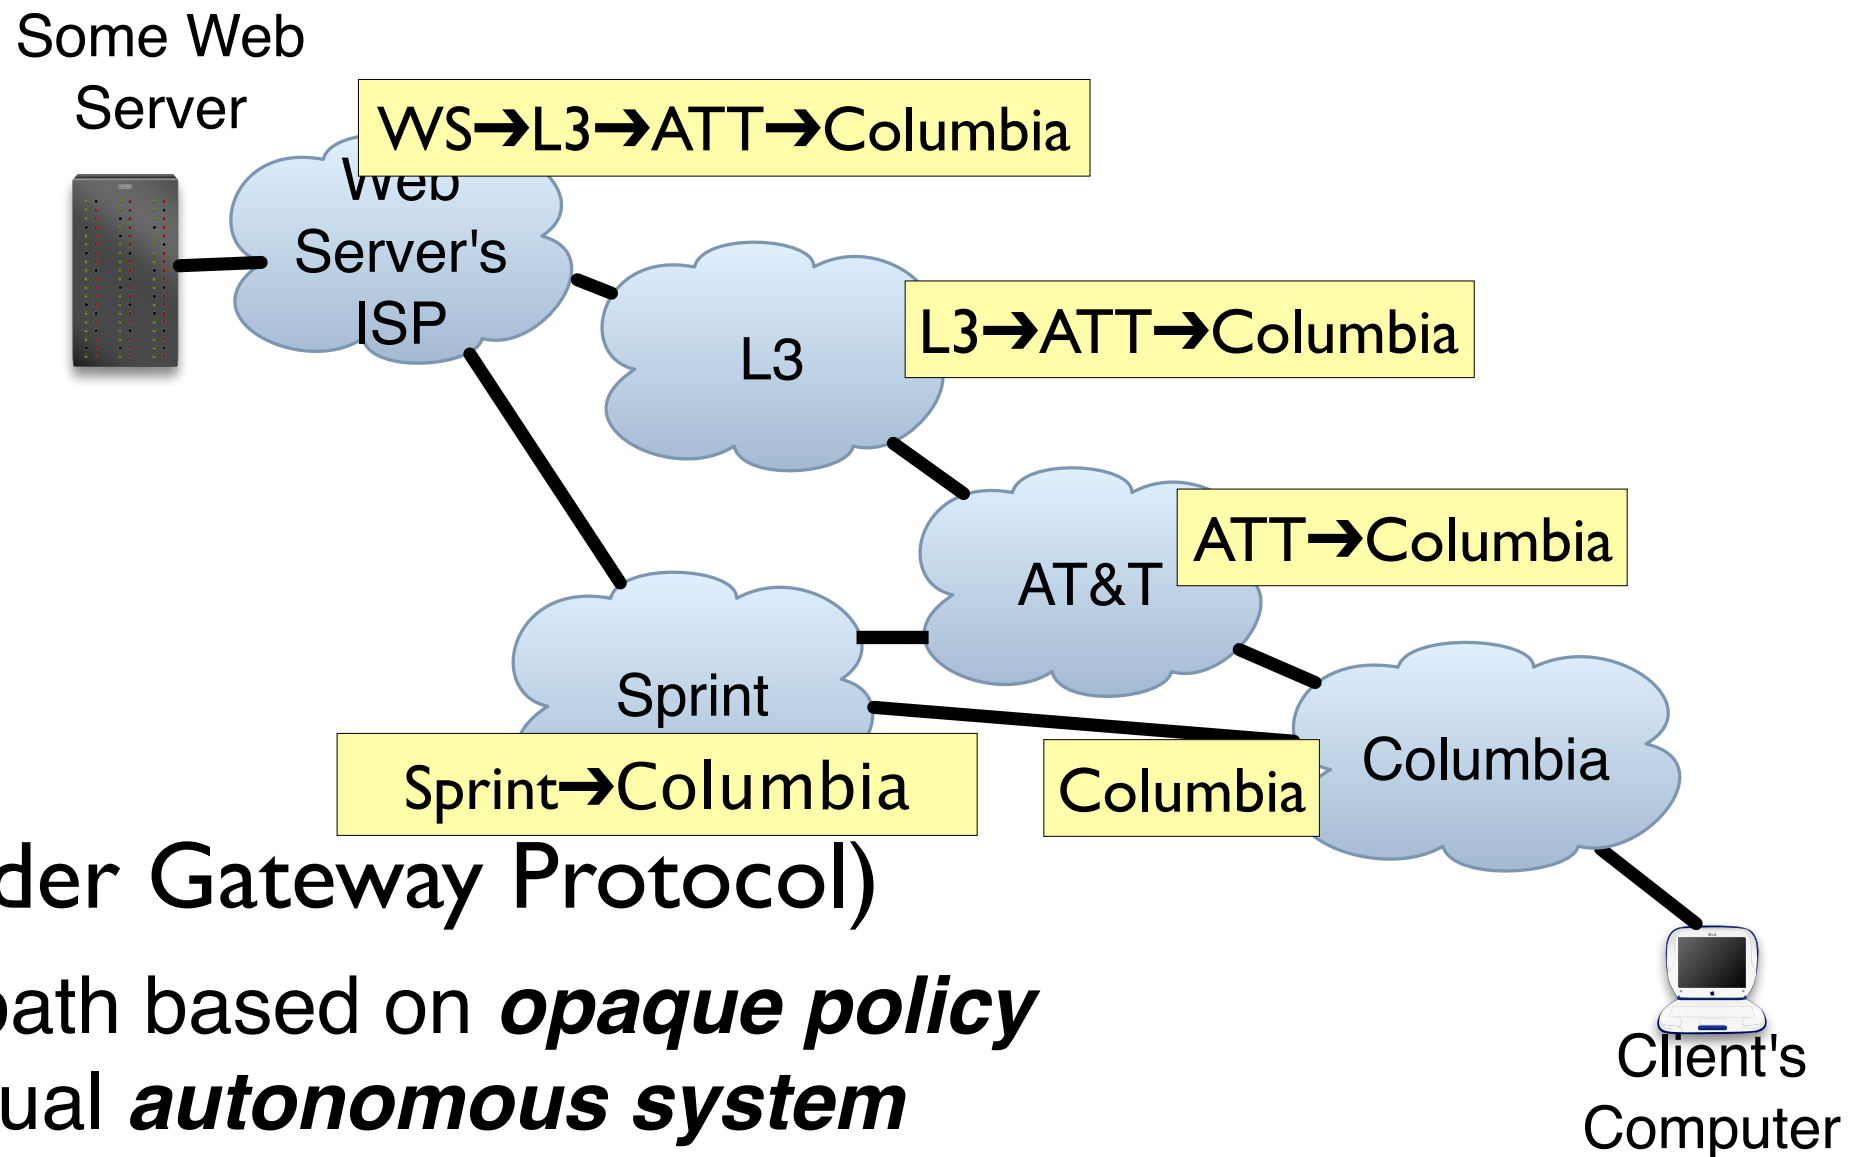 Some Web
Server
WS→L3→ATT→Columbia
Web
Server's
ISP
L3
L3→ATT→Columbia
AT&T
ATT→Columbia
Sprint
Sprint→Columbia
Columbia
Columbia
der Gateway Protocol)
path based on opaque policy
ual autonomous system
Client's
Computer